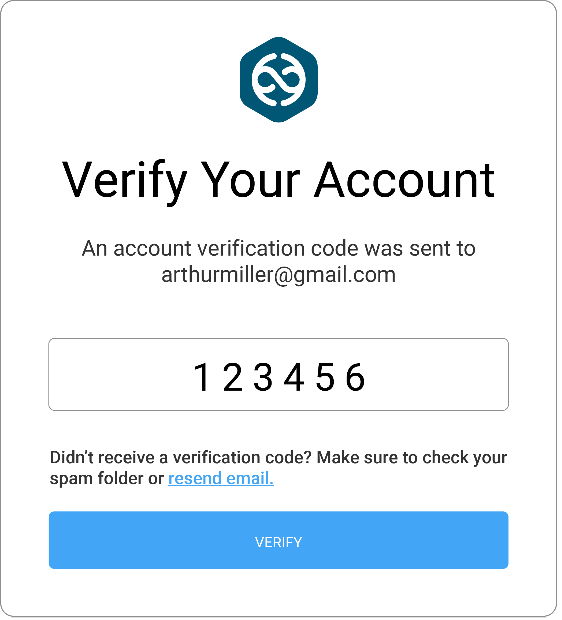 Verify Your Account
An account verification code was sent to
arthurmiller@gmail.com
1 2 3 4 5 6
Didn’t receive a verification code? Make sure to check your
spam folder or resend email.
VERIFY